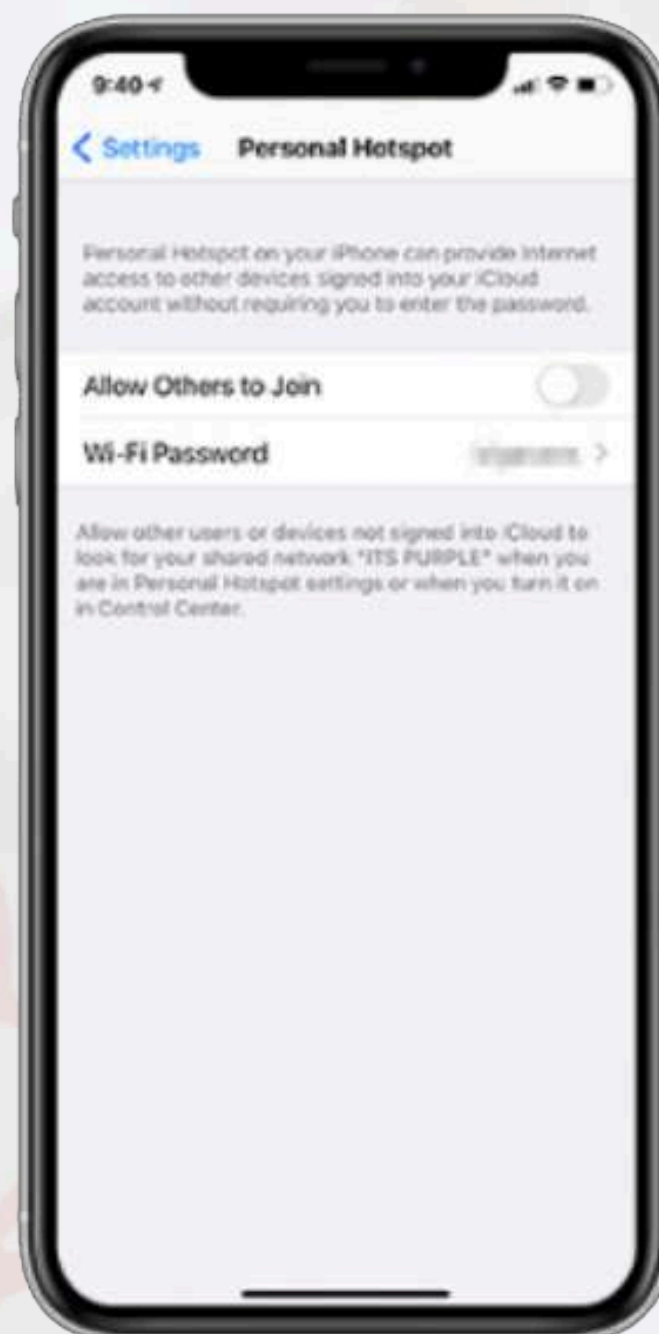 9:40
Settings Personal Hotspot
Personal Hotspot on your iPhone can provide Internet
access to other devices signed into your iCloud
account without requiring you to enter the password.
Allow Others to Join
Wi-Fi Password
Allow other users or devices not signed into iCloud to
look for your shared network "ITS PURPLE" when you
are in Personal Hotspot settings or when you turn it on
in Control Center.